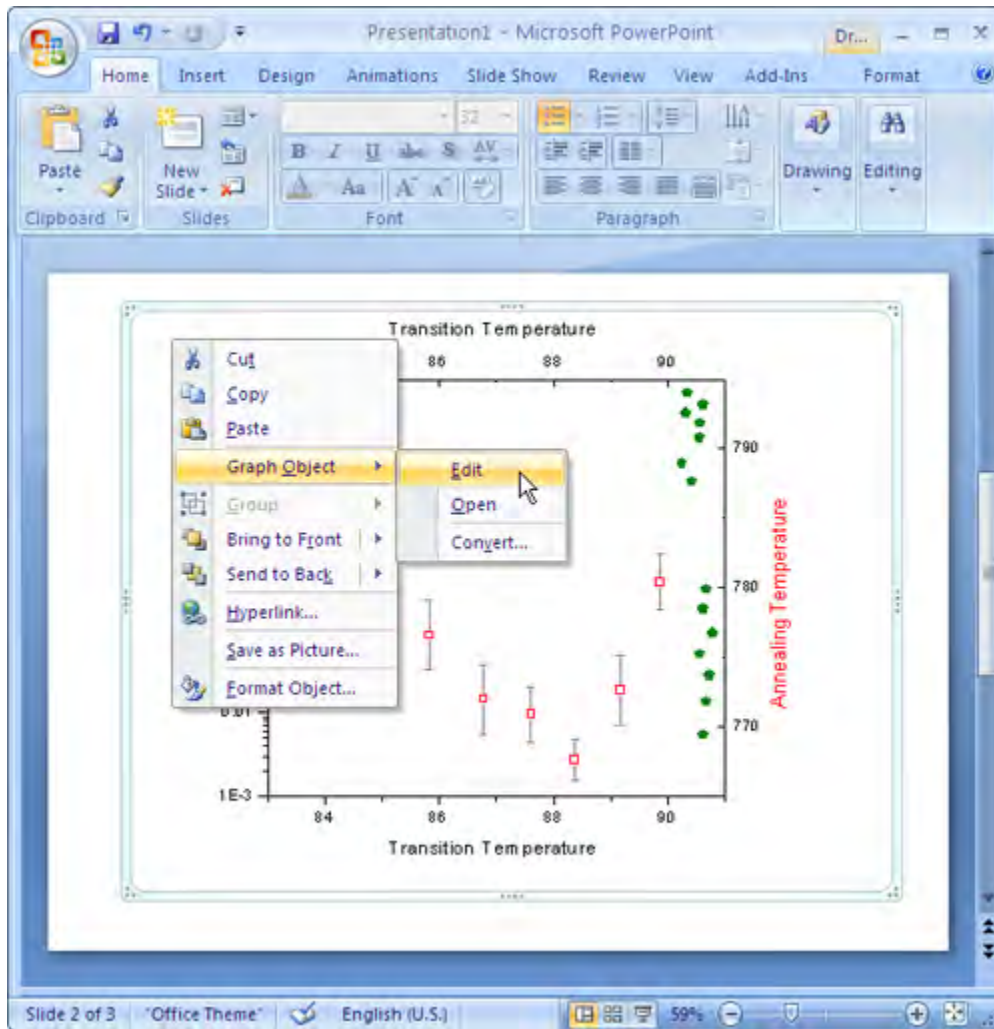 Presentation1 - Microsoft PowerPoint
Dr...
Home Insert Design Animations Slide Show Review View Add-Ins Format
32
Paste
New
Slide
B I U abc S AV
Aa A A
Drawing Editing
Clipboard Slides Font Paragraph
Transition Temperature
86 88 90
Cut
Copy
Paste
Graph Object
Group
Bring to Front
Send to Back
Hyperlink...
Save as Picture...
Format Object...
Edit
Open
Convert...
790
780
770
Annealing Temperature
0.01
1E-3
84 86 88 90
Transition Temperature
Slide 2 of 3 "Office Theme" English (U.S.) 59%